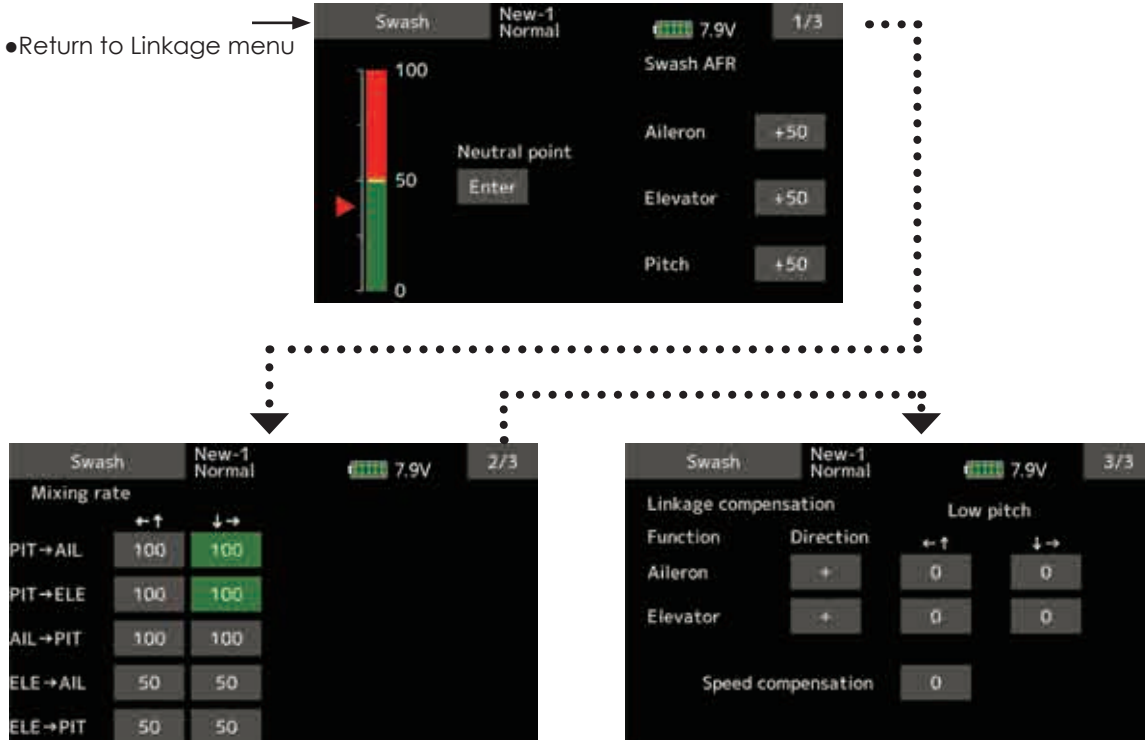 ●Return to Linkage menu
Swash New-1 Normal 7.9V 1/3
Swash AFR
100
Aileron +50
Neutral point
50 Enter
Elevator +50
Pitch +50
0
Swash New-1 Normal 7.9V 2/3
Mixing rate
←↑ ↓→
PIT→AIL 100 100
PIT→ELE 100 100
AIL→PIT 100 100
ELE→AIL 50 50
ELE→PIT 50 50
Swash New-1 Normal 7.9V 3/3
Linkage compensation Low pitch
Function Direction ←↑ ↓→
Aileron + 0 0
Elevator + 0 0
Speed compensation 0